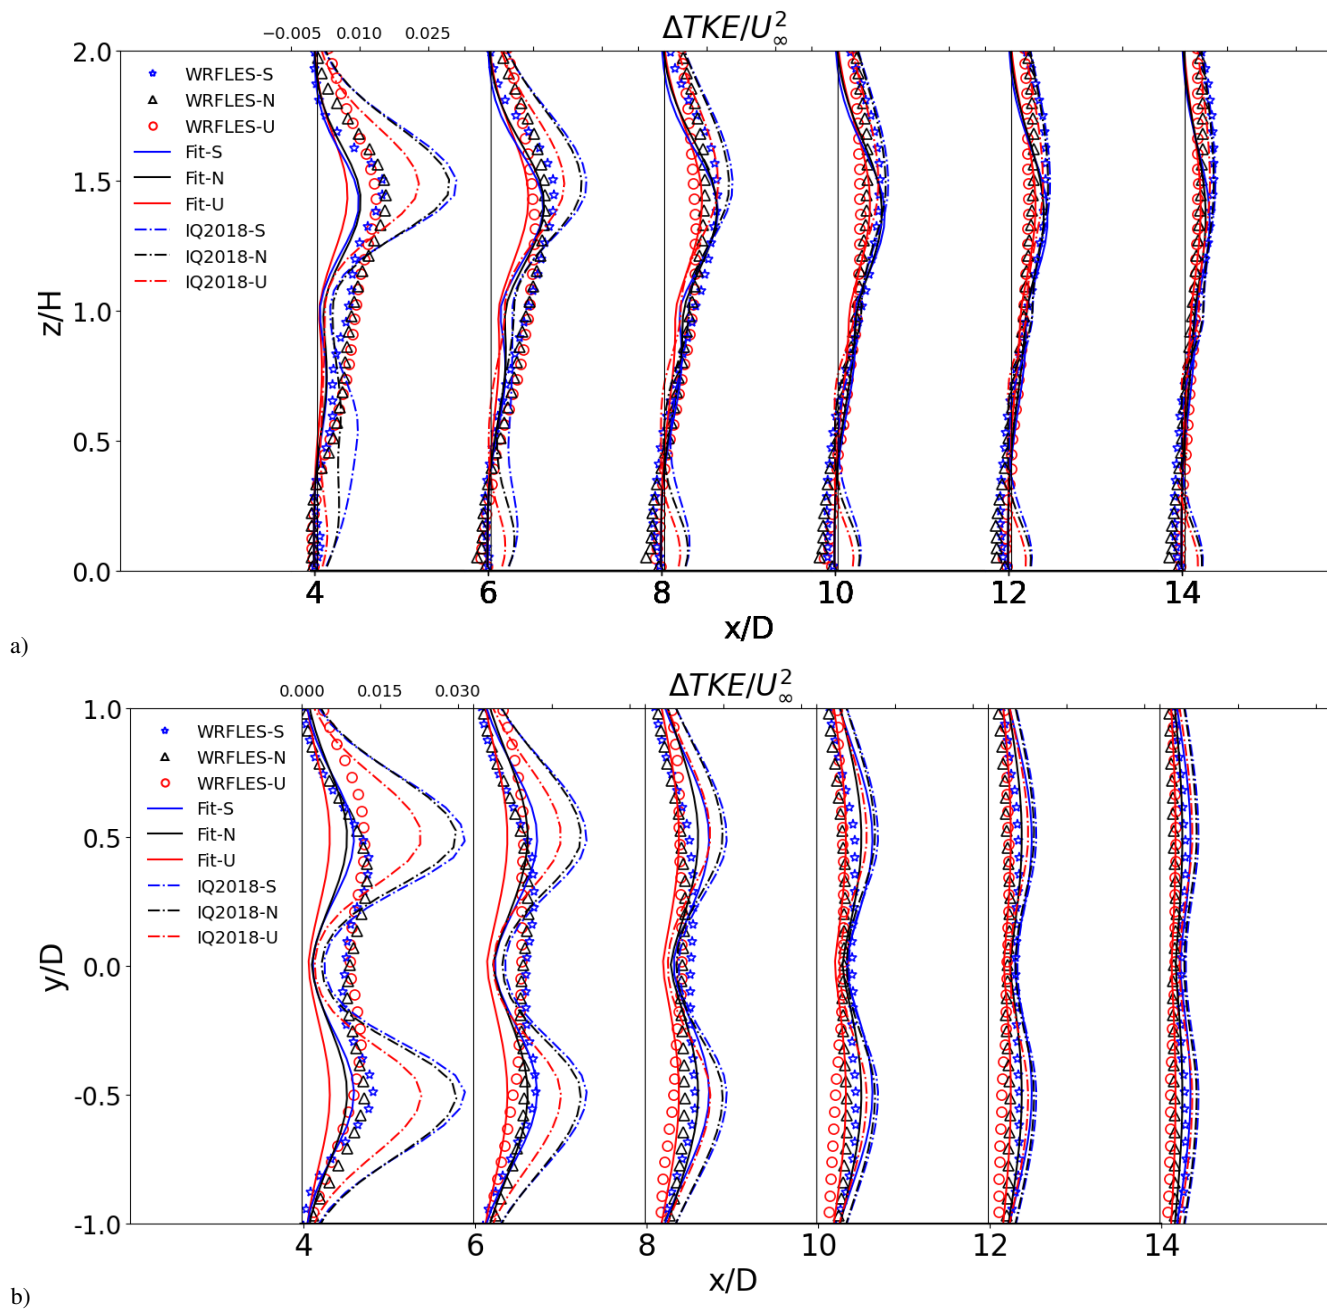 ΔTKE/U²∞
−0.005 0.010 0.025
2.0
1.5
1.0
0.5
0.0
z/H
WRFLES-S
WRFLES-N
WRFLES-U
Fit-S
Fit-N
Fit-U
IQ2018-S
IQ2018-N
IQ2018-U
4 6 8 10 12 14
x/D
a)
ΔTKE/U²∞
0.000 0.015 0.030
1.0
0.5
0.0
-0.5
-1.0
y/D
WRFLES-S
WRFLES-N
WRFLES-U
Fit-S
Fit-N
Fit-U
IQ2018-S
IQ2018-N
IQ2018-U
4 6 8 10 12 14
x/D
b)